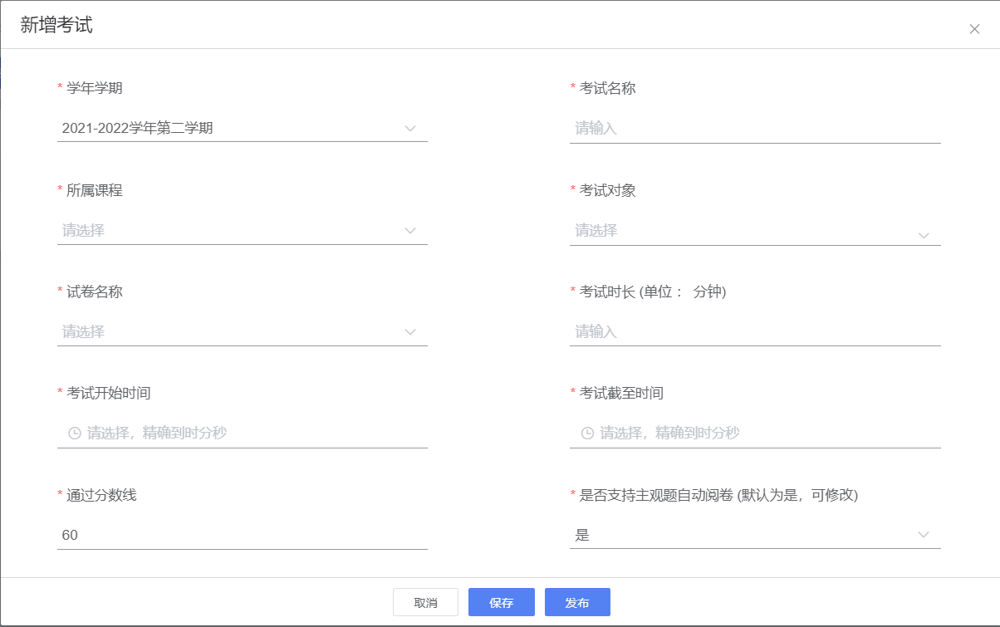 新增考试
* 学年学期
* 考试名称
2021-2022学年第二学期
请输入
* 所属课程
* 考试对象
请选择
请选择
* 试卷名称
* 考试时长 (单位： 分钟)
请选择
请输入
* 考试开始时间
* 考试截至时间
请选择，精确到时分秒
请选择，精确到时分秒
* 通过分数线
* 是否支持主观题自动阅卷 (默认为是，可修改)
60
是
取消
保存
发布